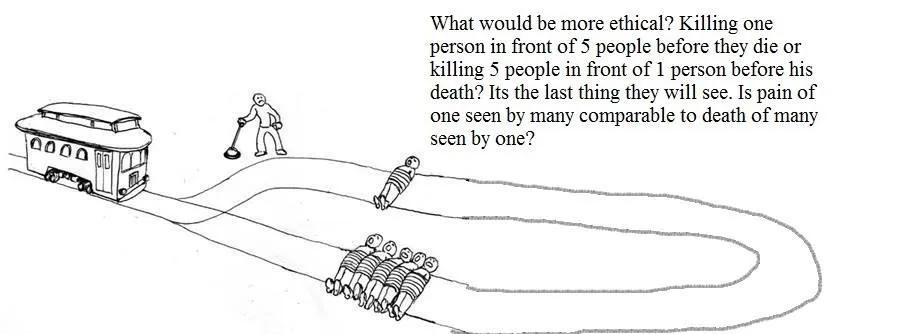 What would be more ethical? Killing one
person in front of 5 people before they die or
killing 5 people in front of 1 person before his
death? Its the last thing they will see. Is pain of
one seen by many comparable to death of many
seen by one?